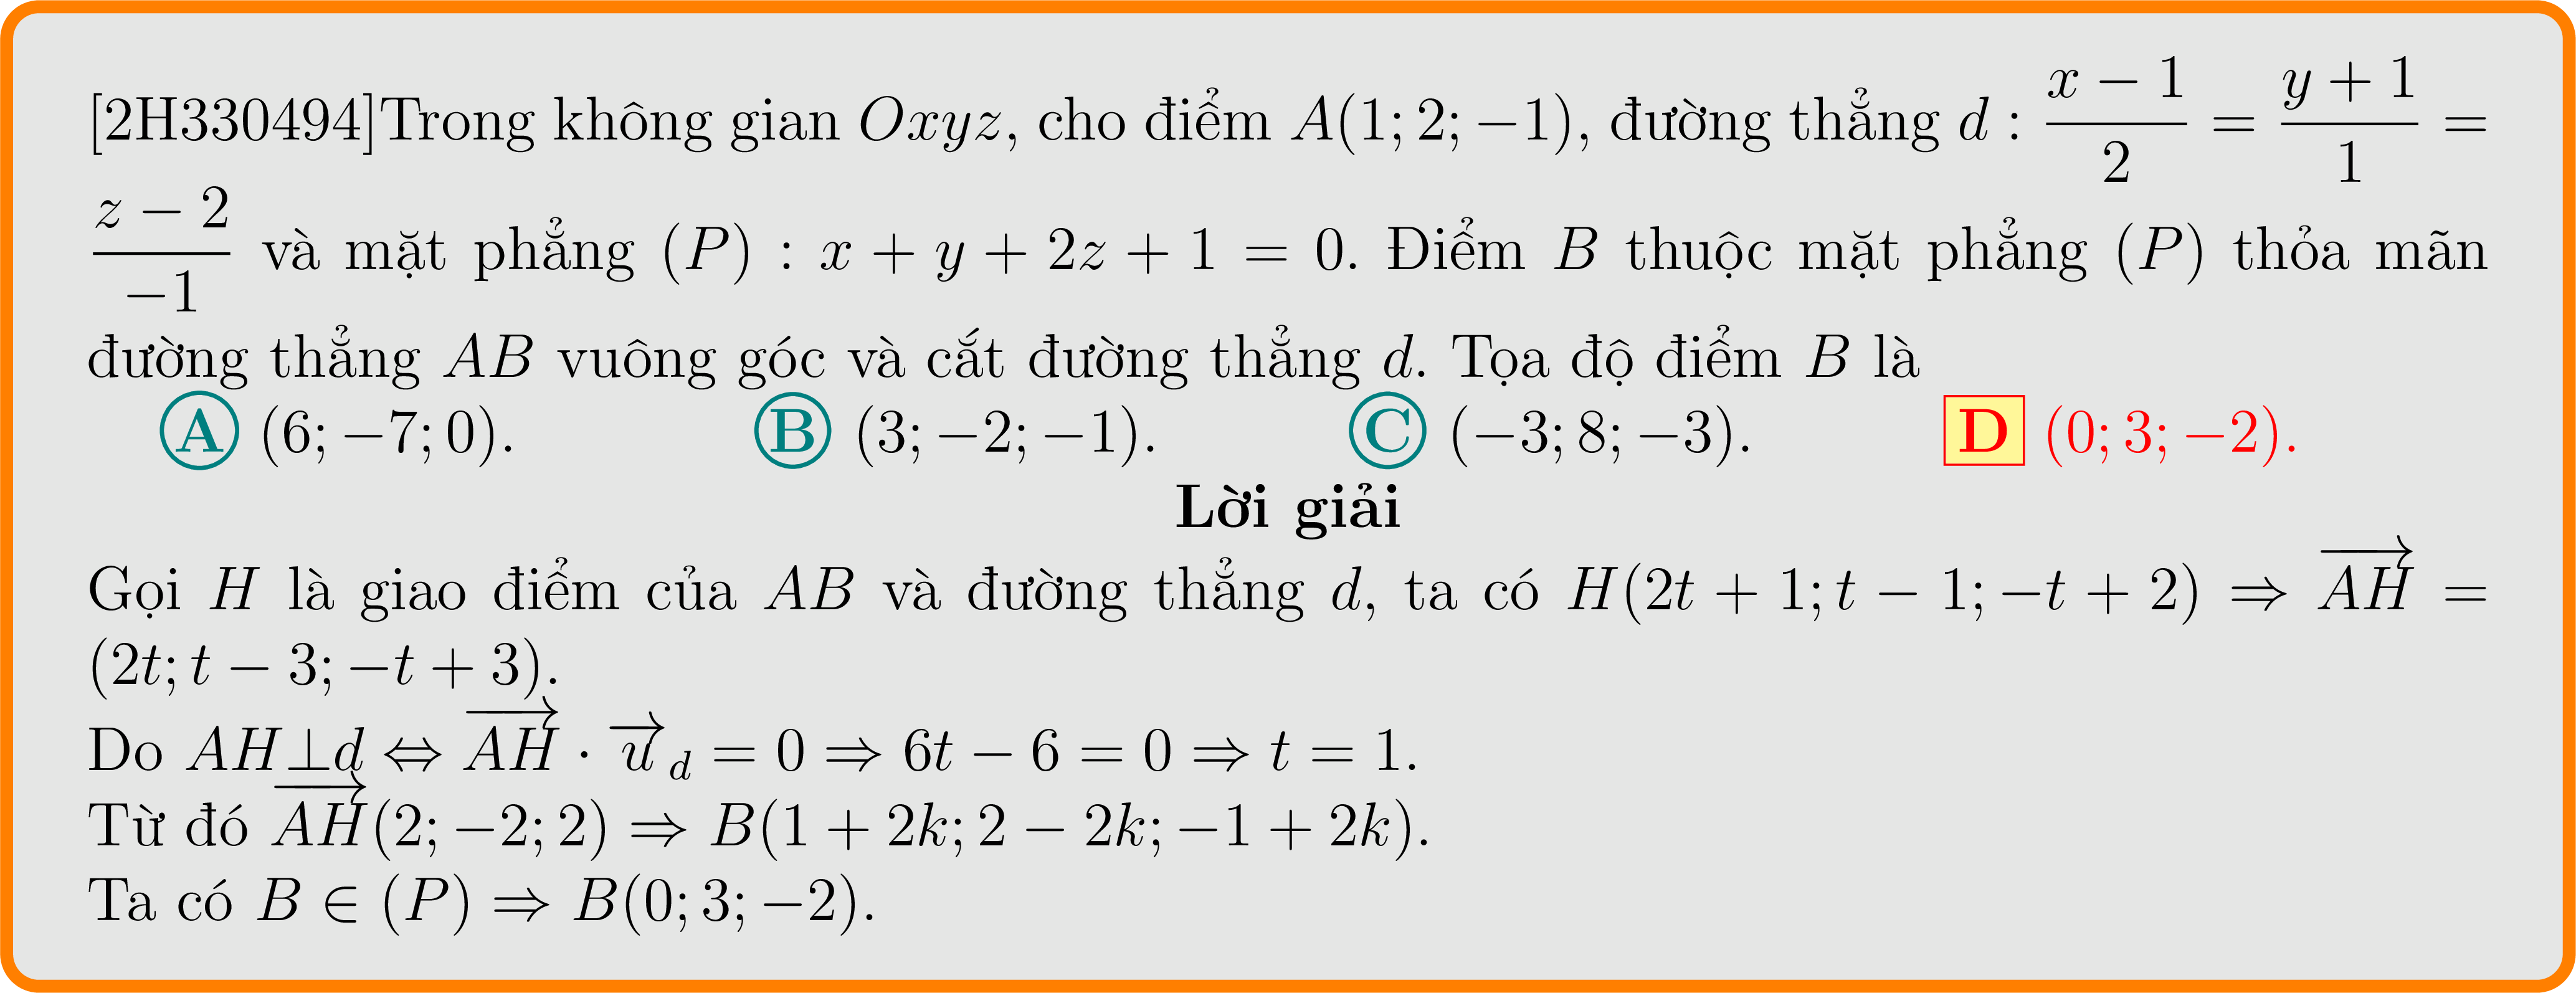 [2H330494]Trong không gian $Oxyz$, cho điểm $A(1; 2; -1)$, đường thẳng $d : \dfrac{x-1}{2} = \dfrac{y+1}{1} =$
$\dfrac{z-2}{-1}$ và mặt phẳng $(P) : x + y + 2z + 1 = 0$. Điểm $B$ thuộc mặt phẳng $(P)$ thỏa mãn
đường thẳng $AB$ vuông góc và cắt đường thẳng $d$. Tọa độ điểm $B$ là
A $(6; -7; 0)$. B $(3; -2; -1)$. C $(-3; 8; -3)$. D $(0; 3; -2)$.
Lời giải
Gọi $H$ là giao điểm của $AB$ và đường thẳng $d$, ta có $H(2t + 1; t - 1; -t + 2) \Rightarrow \overrightarrow{AH} =$
$(2t; t - 3; -t + 3)$.
Do $AH \perp d \Leftrightarrow \overrightarrow{AH} \cdot \overrightarrow{u}_d = 0 \Rightarrow 6t - 6 = 0 \Rightarrow t = 1$.
Từ đó $\overrightarrow{AH}(2; -2; 2) \Rightarrow B(1 + 2k; 2 - 2k; -1 + 2k)$.
Ta có $B \in (P) \Rightarrow B(0; 3; -2)$.